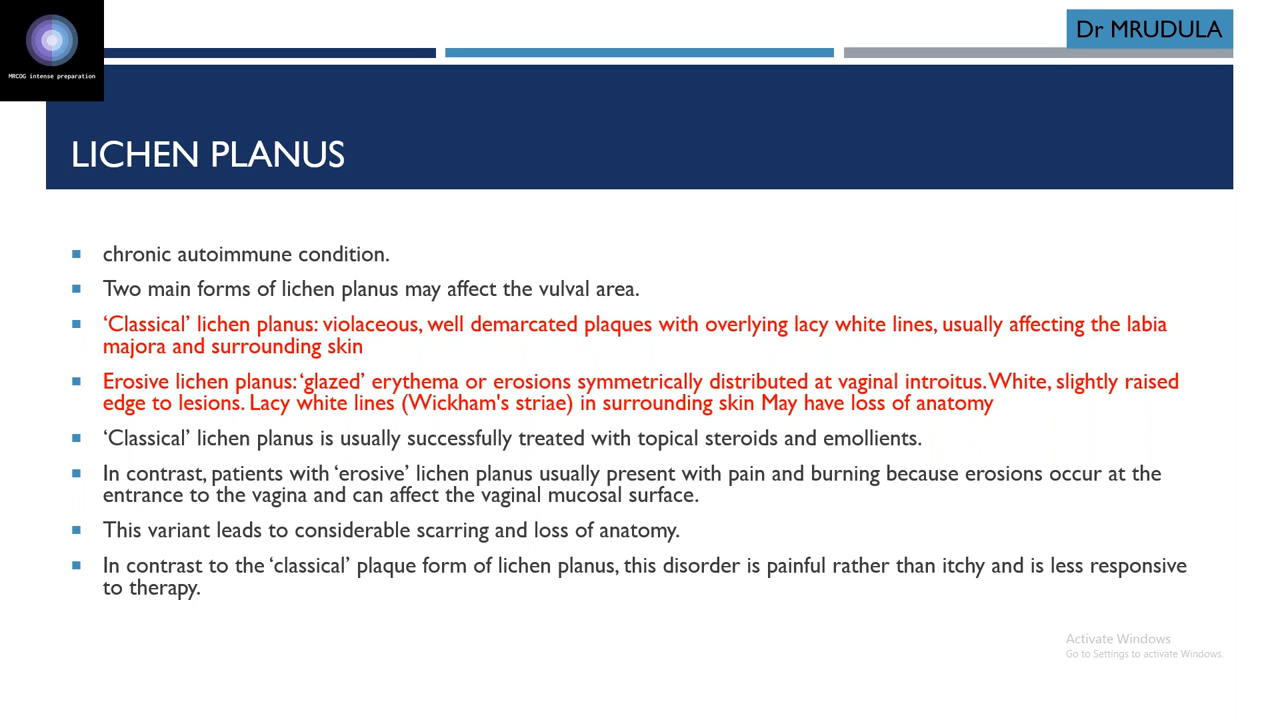 MRCOG intense preparation
Dr MRUDULA
LICHEN PLANUS
chronic autoimmune condition.
Two main forms of lichen planus may affect the vulval area.
‘Classical’ lichen planus: violaceous, well demarcated plaques with overlying lacy white lines, usually affecting the labia
majora and surrounding skin
Erosive lichen planus: ‘glazed’ erythema or erosions symmetrically distributed at vaginal introitus. White, slightly raised
edge to lesions. Lacy white lines (Wickham's striae) in surrounding skin May have loss of anatomy
‘Classical’ lichen planus is usually successfully treated with topical steroids and emollients.
In contrast, patients with ‘erosive’ lichen planus usually present with pain and burning because erosions occur at the
entrance to the vagina and can affect the vaginal mucosal surface.
This variant leads to considerable scarring and loss of anatomy.
In contrast to the ‘classical’ plaque form of lichen planus, this disorder is painful rather than itchy and is less responsive
to therapy.
Activate Windows
Go to Settings to activate Windows.